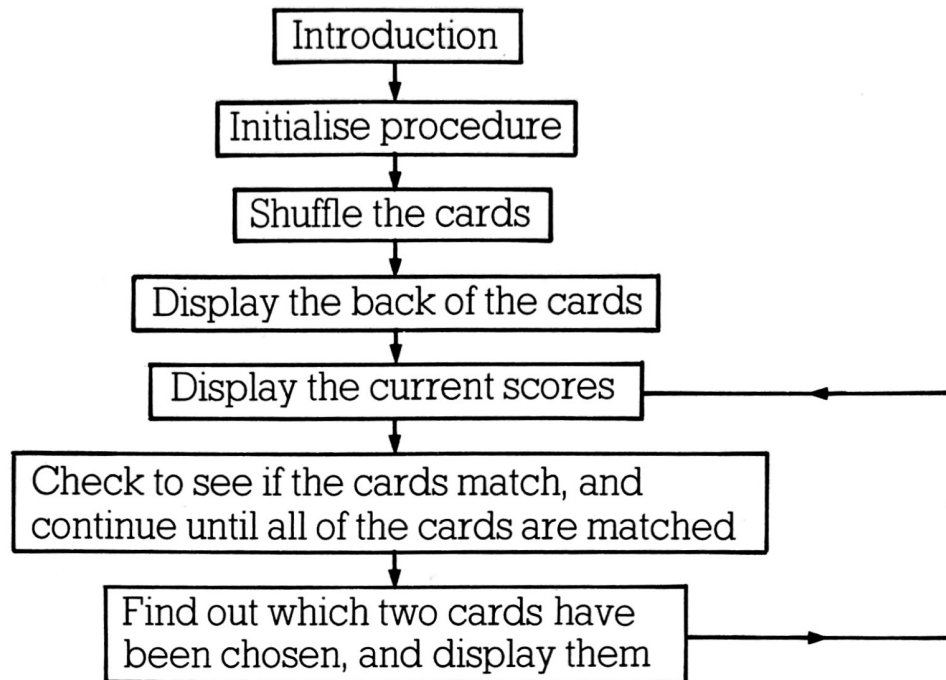 Introduction
Initialise procedure
Shuffle the cards
Display the back of the cards
Display the current scores
Check to see if the cards match, and
continue until all of the cards are matched
Find out which two cards have
been chosen, and display them